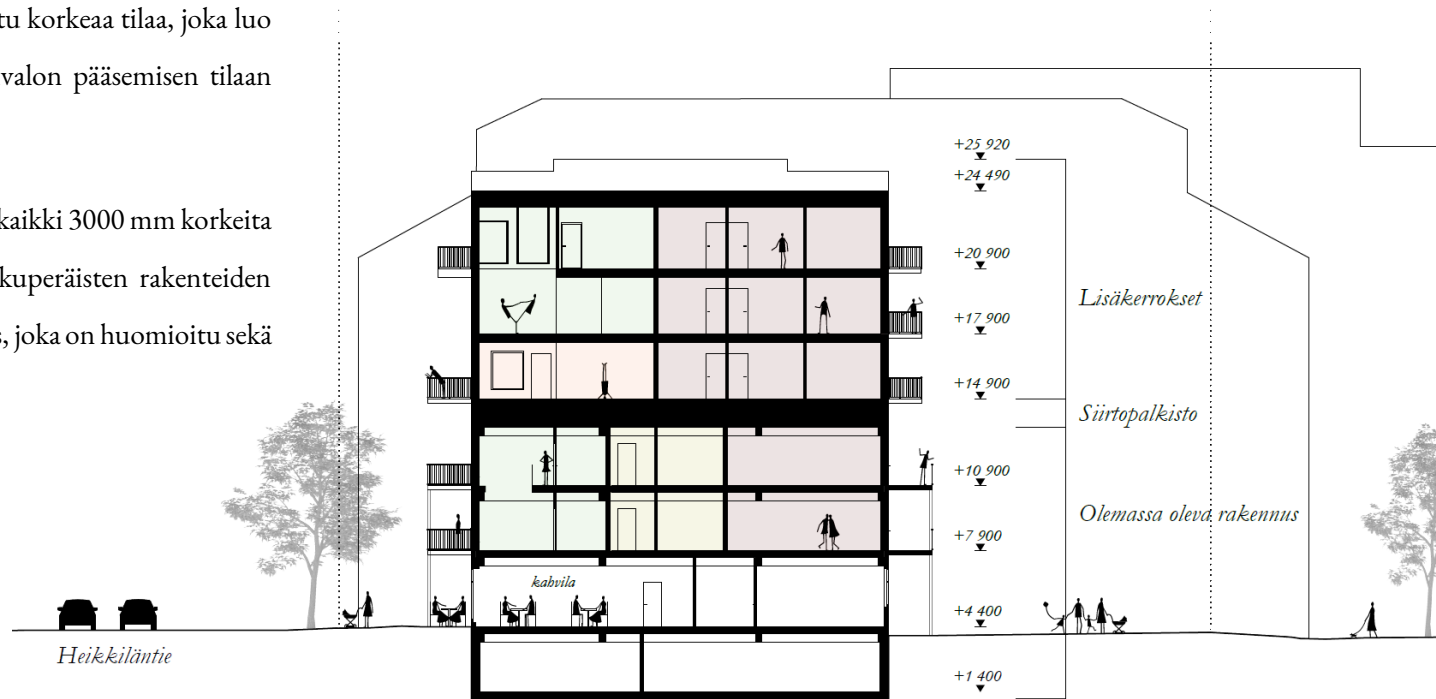 tu korkeaa tilaa, joka luo
valon pääsemisen tilaan
kaikki 3000 mm korkeita
kuperäisten rakenteiden
s, joka on huomioitu sekä
+25 920
+24 490
+20 900
Lisäkerrokset
+17 900
+14 900
Siirtopalkisto
+10 900
Olemassa oleva rakennus
+7 900
kahvila
+4 400
Heikkiläntie
+1 400